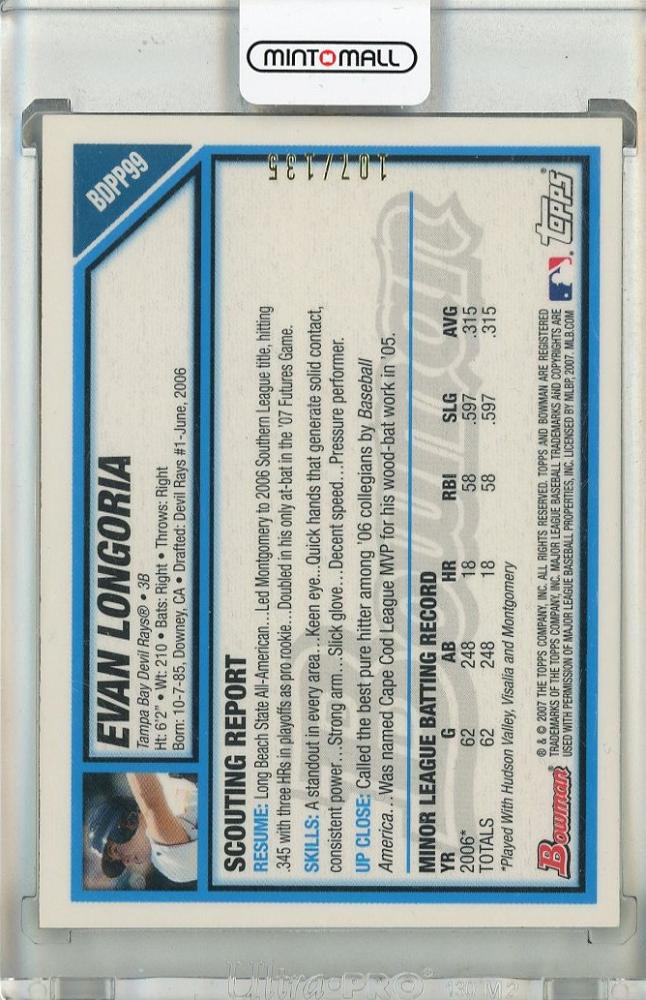 MINT MALL
BDPP99
107/135
EVAN LONGORIA
Tampa Bay Devil Rays® • 3B
Ht: 6'2" • Wt: 210 • Bats: Right • Throws: Right
Born: 10-7-85, Downey, CA • Drafted: Devil Rays #1-June, 2006
SCOUTING REPORT
RESUME: Long Beach State All-American…Led Montgomery to 2006 Southern League title, hitting
.345 with three HRs in playoffs as pro rookie…Doubled in his only at-bat in the '07 Futures Game.
SKILLS: A standout in every area…Keen eye…Quick hands that generate solid contact,
consistent power…Strong arm…Slick glove…Decent speed…Pressure performer.
UP CLOSE: Called the best pure hitter among '06 collegians by Baseball
America…Was named Cape Cod League MVP for his wood-bat work in '05.
MINOR LEAGUE BATTING RECORD
YR G AB HR RBI SLG AVG
2006* 62 248 18 58 .597 .315
TOTALS 62 248 18 58 .597 .315
*Played With Hudson Valley, Visalia and Montgomery
Bowman
® & © 2007 THE TOPPS COMPANY, INC. ALL RIGHTS RESERVED. TOPPS AND BOWMAN ARE REGISTERED
TRADEMARKS OF THE TOPPS COMPANY, INC. MAJOR LEAGUE BASEBALL TRADEMARKS AND COPYRIGHTS ARE
USED WITH PERMISSION OF MAJOR LEAGUE BASEBALL PROPERTIES, INC. LICENSED BY MLBP, 2007. MLB.COM
TOPPS
Bowman
Ultra·PRO®
130 M2